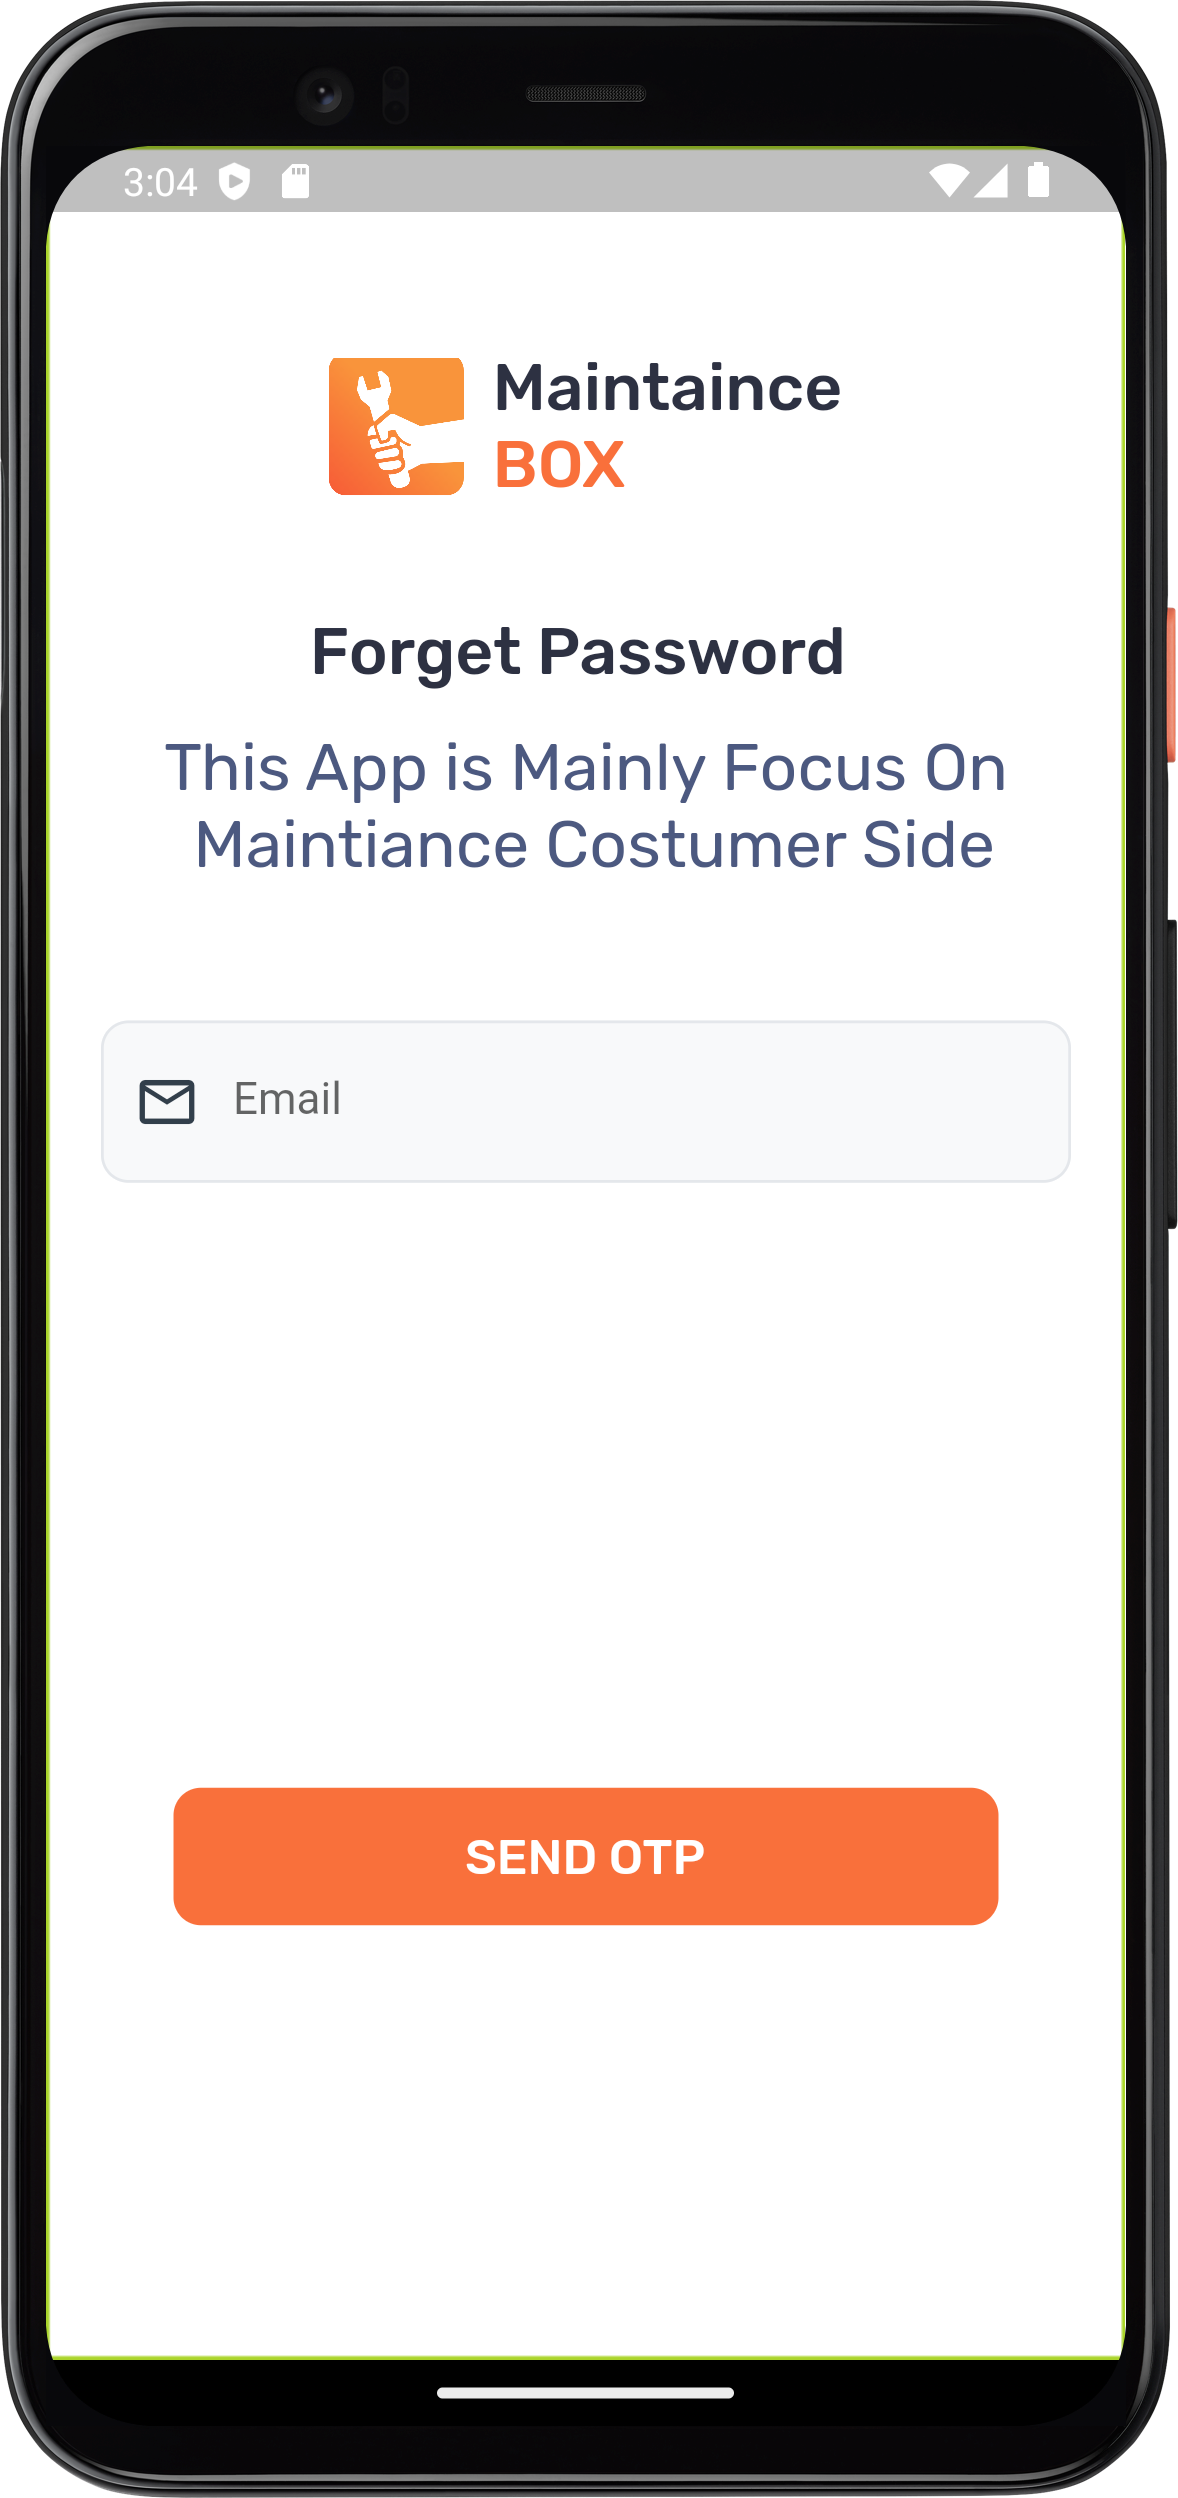 3:04
Maintaince
BOX
Forget Password
This App is Mainly Focus On
Maintiance Costumer Side
Email
SEND OTP